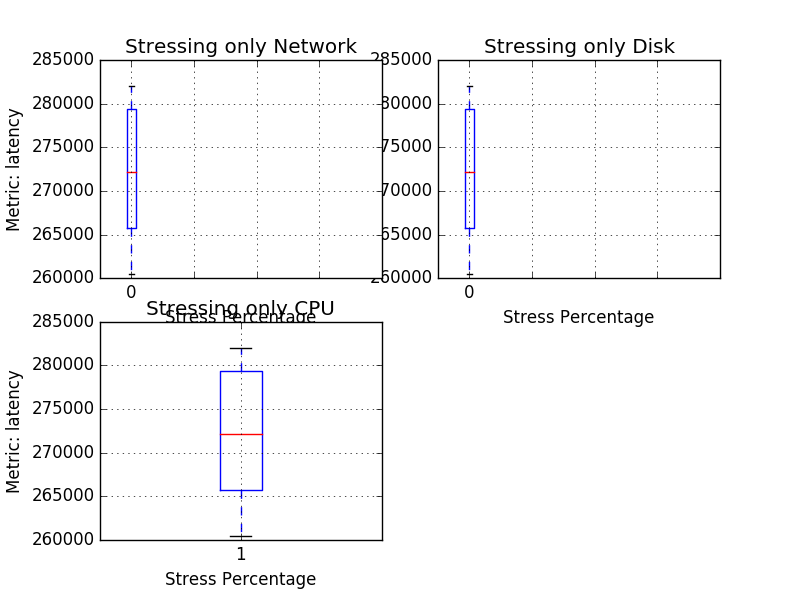 Stressing only Network
Stressing only Disk
285000
280000
275000
270000
265000
260000
Metric: latency
0
Stress Percentage
285000
280000
275000
270000
265000
260000
0
Stress Percentage
Stressing only CPU
285000
280000
275000
270000
265000
260000
Metric: latency
1
Stress Percentage